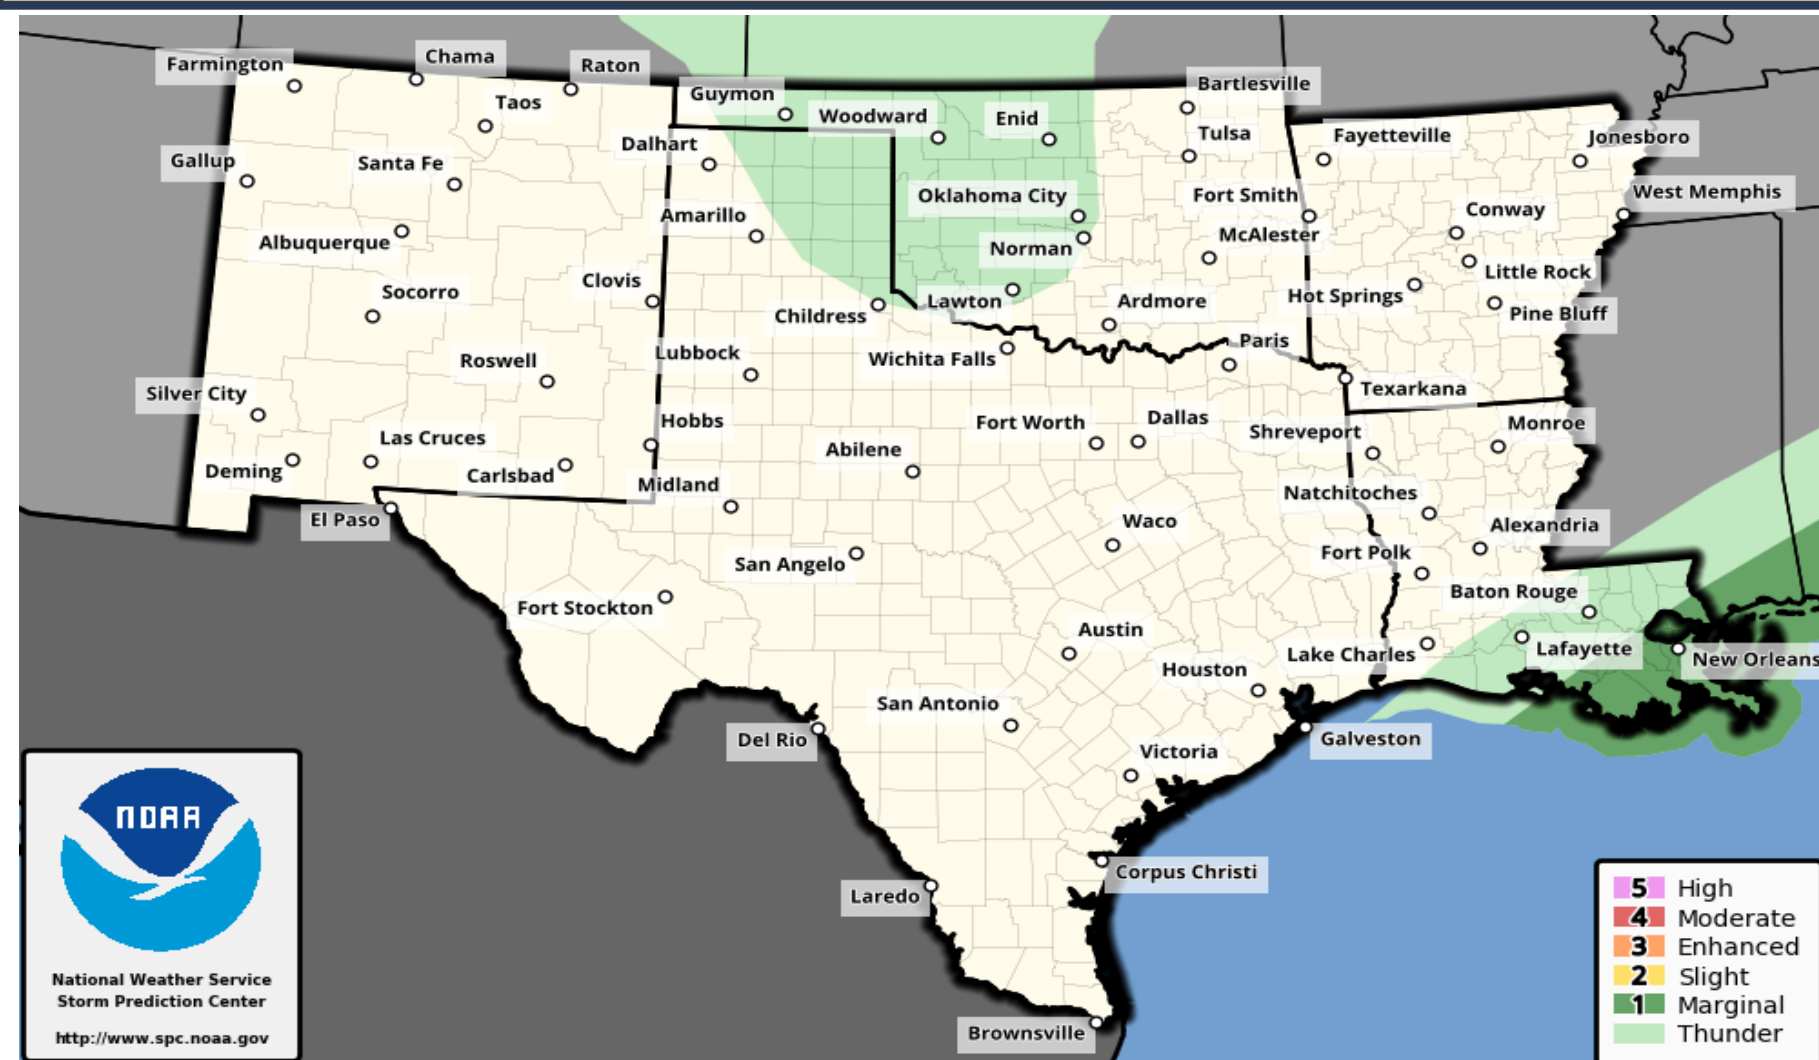 Farmington
Chama
Raton
Taos
Guymon
Woodward
Enid
Bartlesville
Tulsa
Fayetteville
Jonesboro
Gallup
Santa Fe
Dalhart
Oklahoma City
Fort Smith
West Memphis
Albuquerque
Amarillo
Norman
McAlester
Conway
Socorro
Clovis
Childress
Lawton
Ardmore
Hot Springs
Little Rock
Pine Bluff
Roswell
Lubbock
Wichita Falls
Paris
Texarkana
Silver City
Las Cruces
Hobbs
Abilene
Fort Worth
Dallas
Shreveport
Monroe
Deming
Carlsbad
Midland
Natchitoches
El Paso
San Angelo
Waco
Fort Polk
Alexandria
Fort Stockton
Austin
Baton Rouge
Houston
Lake Charles
Lafayette
New Orleans
San Antonio
Del Rio
Victoria
Galveston
Laredo
Corpus Christi
Brownsville
NOAA
National Weather Service
Storm Prediction Center
http://www.spc.noaa.gov
5 High
4 Moderate
3 Enhanced
2 Slight
1 Marginal
Thunder